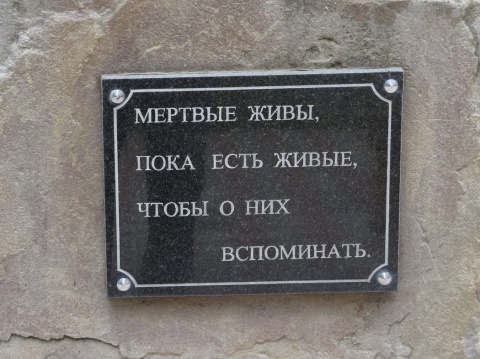 МЕРТВЫЕ ЖИВЫ,
ПОКА ЕСТЬ ЖИВЫЕ,
ЧТОБЫ О НИХ
ВСПОМИНАТЬ.